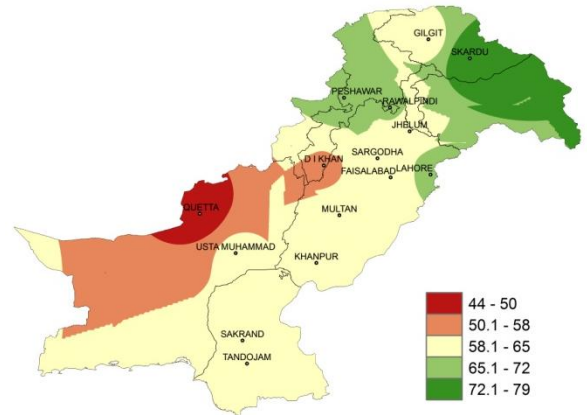 GILGIT
SKARDU
PESHAWAR
RAWALPINDI
JHELUM
SARGODHA
D I KHAN
FAISALABAD
LAHORE
QUETTA
MULTAN
USTA MUHAMMAD
KHANPUR
SAKRAND
TANDOJAM
44 - 50
50.1 - 58
58.1 - 65
65.1 - 72
72.1 - 79